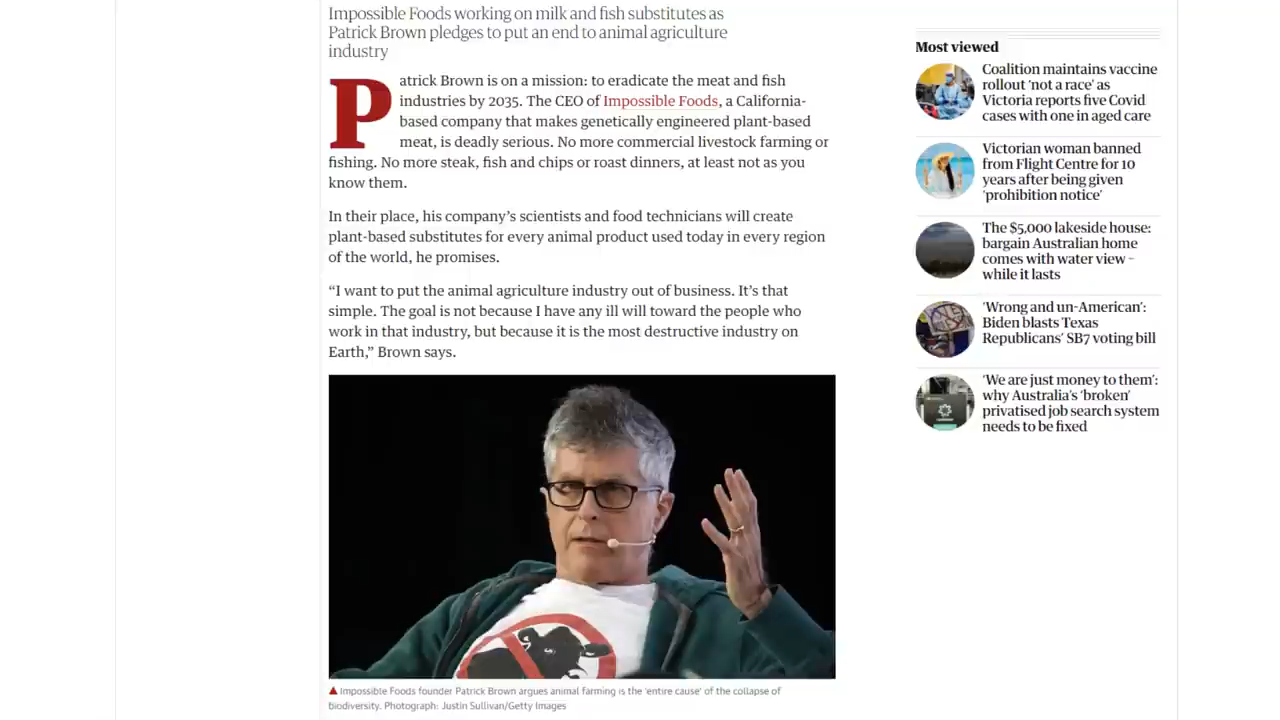 Impossible Foods working on milk and fish substitutes as
Patrick Brown pledges to put an end to animal agriculture
industry
Patrick Brown is on a mission: to eradicate the meat and fish
industries by 2035. The CEO of Impossible Foods, a California-
based company that makes genetically engineered plant-based
meat, is deadly serious. No more commercial livestock farming or
fishing. No more steak, fish and chips or roast dinners, at least not as you
know them.
In their place, his company’s scientists and food technicians will create
plant-based substitutes for every animal product used today in every region
of the world, he promises.
“I want to put the animal agriculture industry out of business. It’s that
simple. The goal is not because I have any ill will toward the people who
work in that industry, but because it is the most destructive industry on
Earth,” Brown says.
Impossible Foods founder Patrick Brown argues animal farming is the ‘entire cause’ of the collapse of
biodiversity. Photograph: Justin Sullivan/Getty Images
Most viewed
Coalition maintains vaccine
rollout ‘not a race’ as
Victoria reports five Covid
cases with one in aged care
Victorian woman banned
from Flight Centre for 10
years after being given
‘prohibition notice’
The $5,000 lakeside house:
bargain Australian home
comes with water view –
while it lasts
‘Wrong and un-American’:
Biden blasts Texas
Republicans’ SB7 voting bill
‘We are just money to them’:
why Australia’s ‘broken’
privatised job search system
needs to be fixed